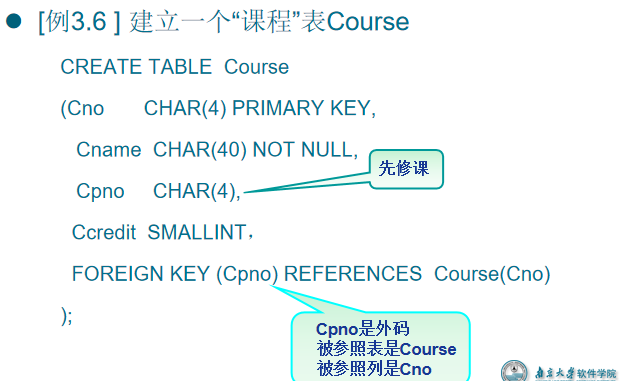 ● [例3.6 ] 建立一个“课程”表Course
CREATE TABLE Course
(Cno CHAR(4) PRIMARY KEY,
Cname CHAR(40) NOT NULL,
先修课
Cpno CHAR(4),
Ccredit SMALLINT，
FOREIGN KEY (Cpno) REFERENCES Course(Cno)
);
Cpno是外码
被参照表是Course
被参照列是Cno
南京大学软件学院